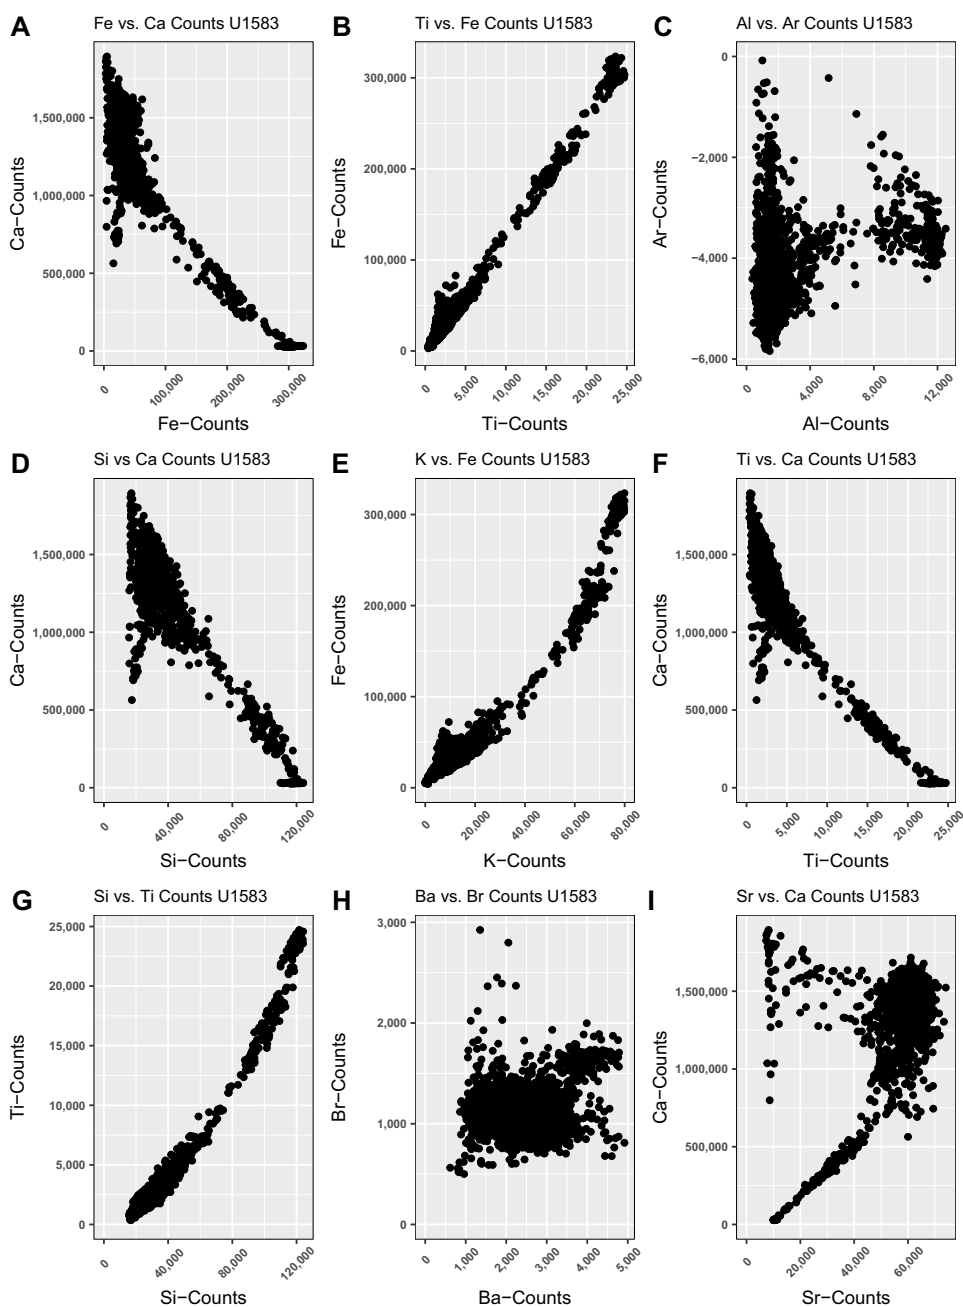 A Fe vs. Ca Counts U1583
Ca−Counts
1,500,000
1,000,000
500,000
0
0 100,000 200,000 300,000
Fe−Counts
B Ti vs. Fe Counts U1583
Fe−Counts
300,000
200,000
100,000
0
0 5,000 10,000 15,000 20,000 25,000
Ti−Counts
C Al vs. Ar Counts U1583
Ar−Counts
0
−2,000
−4,000
−6,000
0 4,000 8,000 12,000
Al−Counts
D Si vs Ca Counts U1583
Ca−Counts
1,500,000
1,000,000
500,000
0
0 40,000 80,000 120,000
Si−Counts
E K vs. Fe Counts U1583
Fe−Counts
300,000
200,000
100,000
0
0 20,000 40,000 60,000 80,000
K−Counts
F Ti vs. Ca Counts U1583
Ca−Counts
1,500,000
1,000,000
500,000
0
0 5,000 10,000 15,000 20,000 25,000
Ti−Counts
G Si vs. Ti Counts U1583
Ti−Counts
25,000
20,000
15,000
10,000
5,000
0
0 40,000 80,000 120,000
Si−Counts
H Ba vs. Br Counts U1583
Br−Counts
3,000
2,000
1,000
0
0 1,000 2,000 3,000 4,000 5,000
Ba−Counts
I Sr vs. Ca Counts U1583
Ca−Counts
1,500,000
1,000,000
500,000
0
0 20,000 40,000 60,000
Sr−Counts